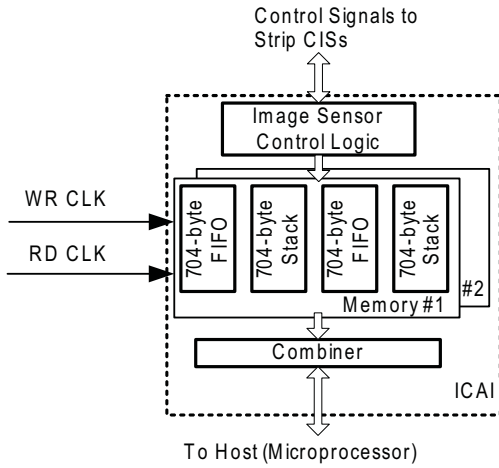 Control Signals to
Strip CISs
Image Sensor
Control Logic
WR CLK
RD CLK
704-byte
FIFO
704-byte
Stack
704-byte
FIFO
704-byte
Stack
#2
Memory #1
Combiner
ICAI
To Host (Microprocessor)